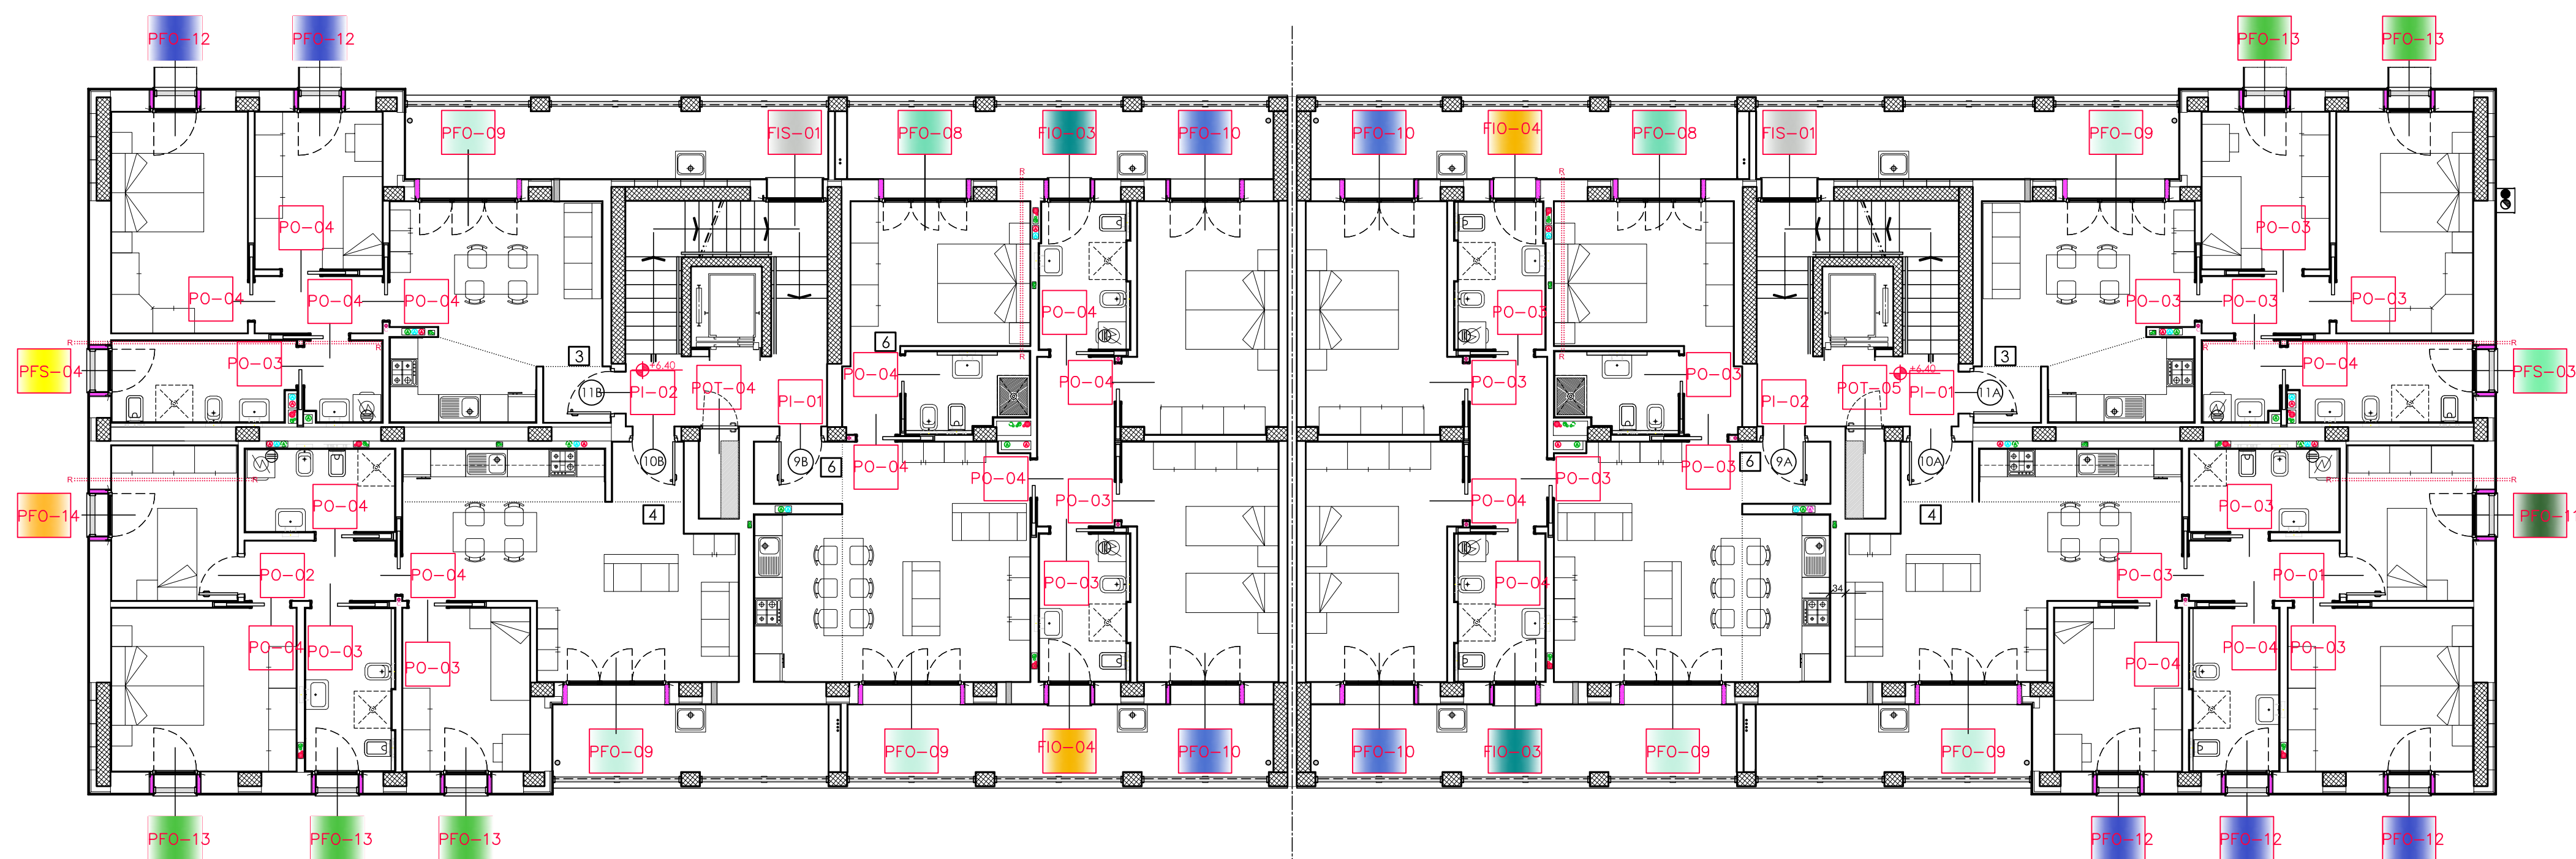 PFO-12 PFO-12 PFO-13 PFO-13
PFO-09 FIS-01 PFO-08 FIO-03 PFO-10 PFO-10 FIO-04 PFO-08 FIS-01 PFO-09
R R
PO-04 PO-03
PO-04 PO-04 PO-04 PO-04 PO-03 PO-03 PO-03 PO-03
R R
3 6 3
PFS-04 PO-03 +6,40 PO-04 PO-04 PO-03 PO-03 +6,40 PO-04 PFS-03
R R R R
11B PI-02 POT-04 PI-01 PI-02 POT-05 PI-01 11A
10B 9B 6 PO-04 PO-04 PO-03 PO-03 6 9A 10A
R R R R
PFO-14 PO-04 4 PO-03 PO-04 4 PO-03 PFO-11
PO-02 PO-04 PO-03 PO-03 PO-01
PO-04 34
PO-04 PO-03 PO-03 PO-04 PO-04 PO-03
PFO-09 PFO-09 FIO-04 PFO-10 PFO-10 FIO-03 PFO-09 PFO-09
PFO-13 PFO-13 PFO-13 PFO-12 PFO-12 PFO-12